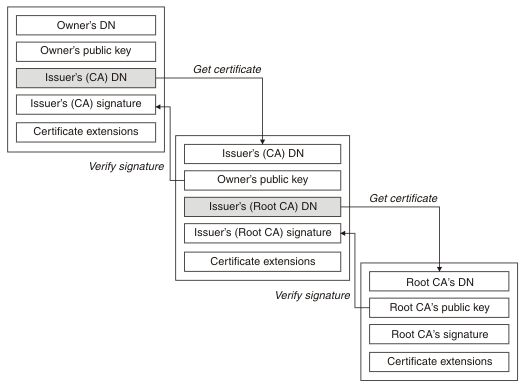 Owner's DN
Owner's public key
Issuer's (CA) DN
Get certificate
Issuer's (CA) signature
Certificate extensions
Verify signature
Issuer's (CA) DN
Owner's public key
Issuer's (Root CA) DN
Get certificate
Issuer's (Root CA) signature
Certificate extensions
Verify signature
Root CA's DN
Root CA's public key
Root CA's signature
Certificate extensions